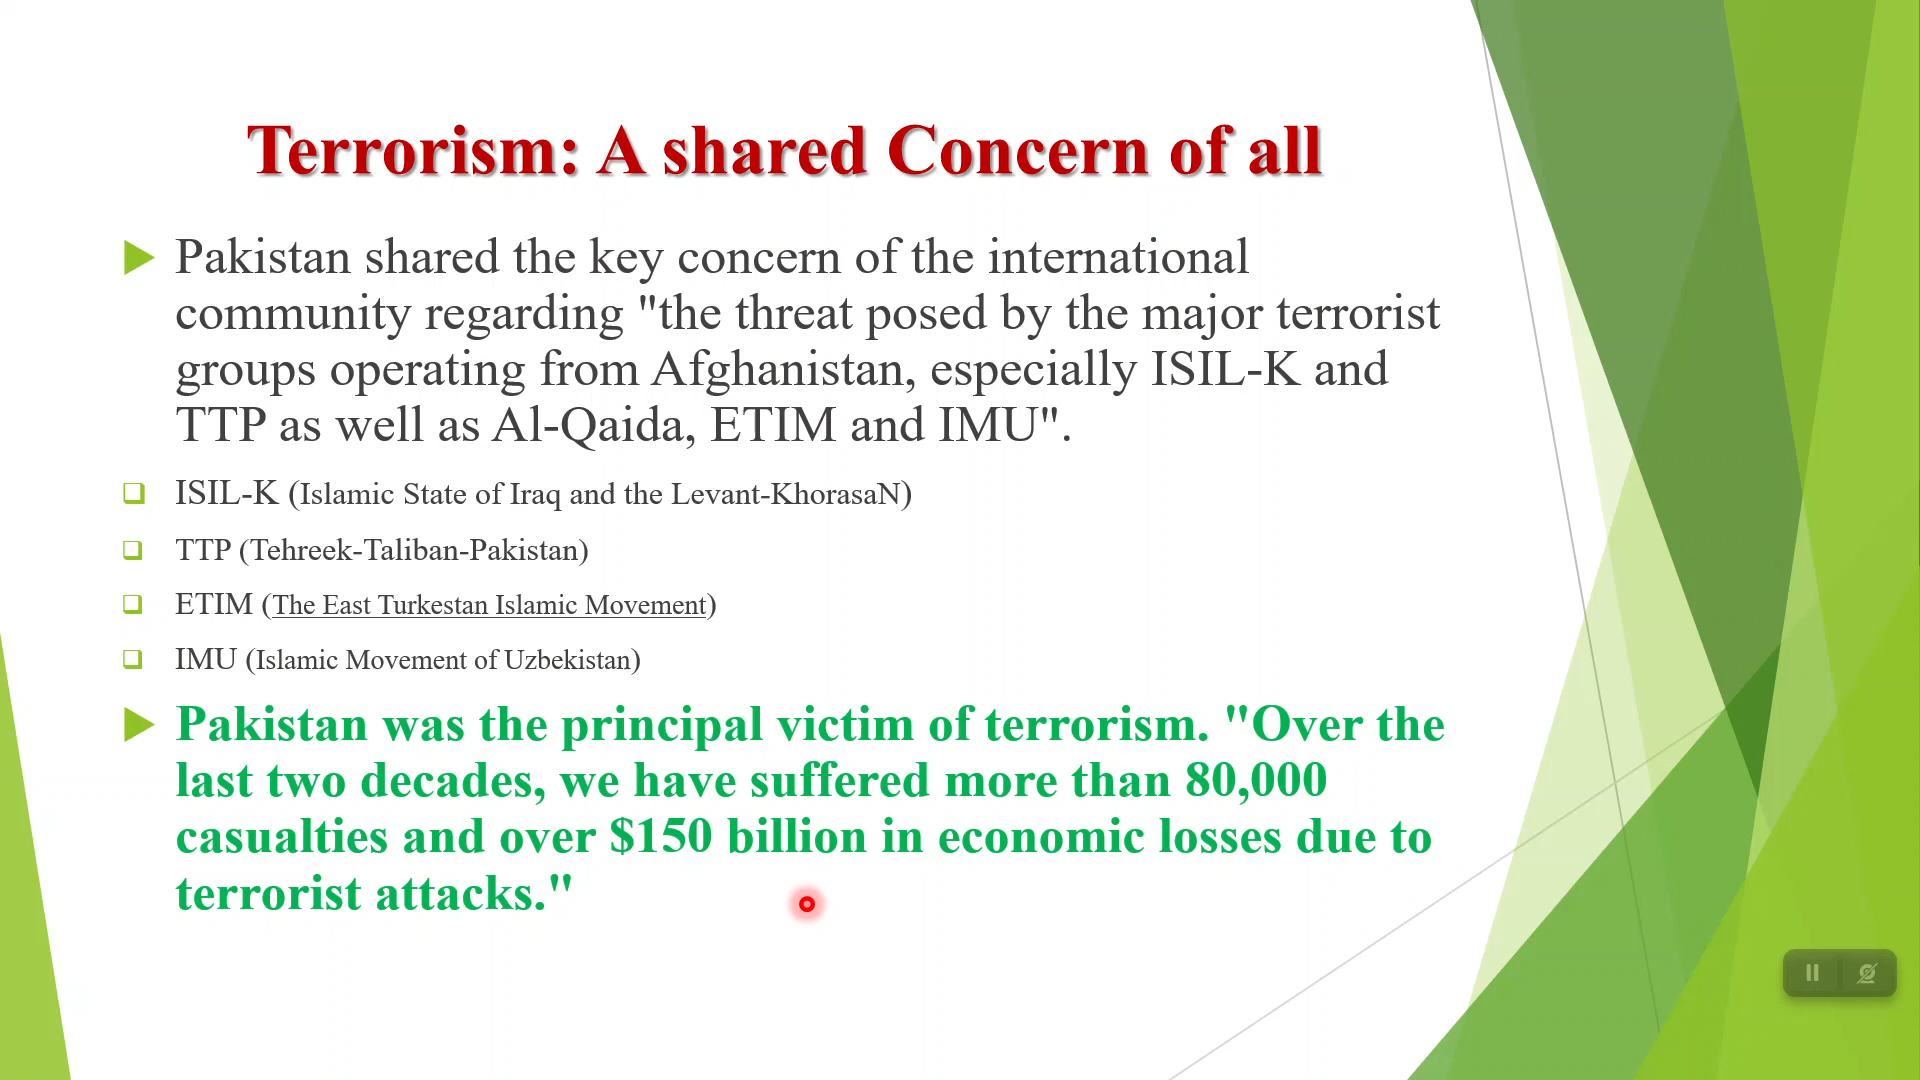 Terrorism: A shared Concern of all
Pakistan shared the key concern of the international
community regarding "the threat posed by the major terrorist
groups operating from Afghanistan, especially ISIL-K and
TTP as well as Al-Qaida, ETIM and IMU".
ISIL-K (Islamic State of Iraq and the Levant-KhorasaN)
TTP (Tehreek-Taliban-Pakistan)
ETIM (The East Turkestan Islamic Movement)
IMU (Islamic Movement of Uzbekistan)
Pakistan was the principal victim of terrorism. "Over the
last two decades, we have suffered more than 80,000
casualties and over $150 billion in economic losses due to
terrorist attacks."